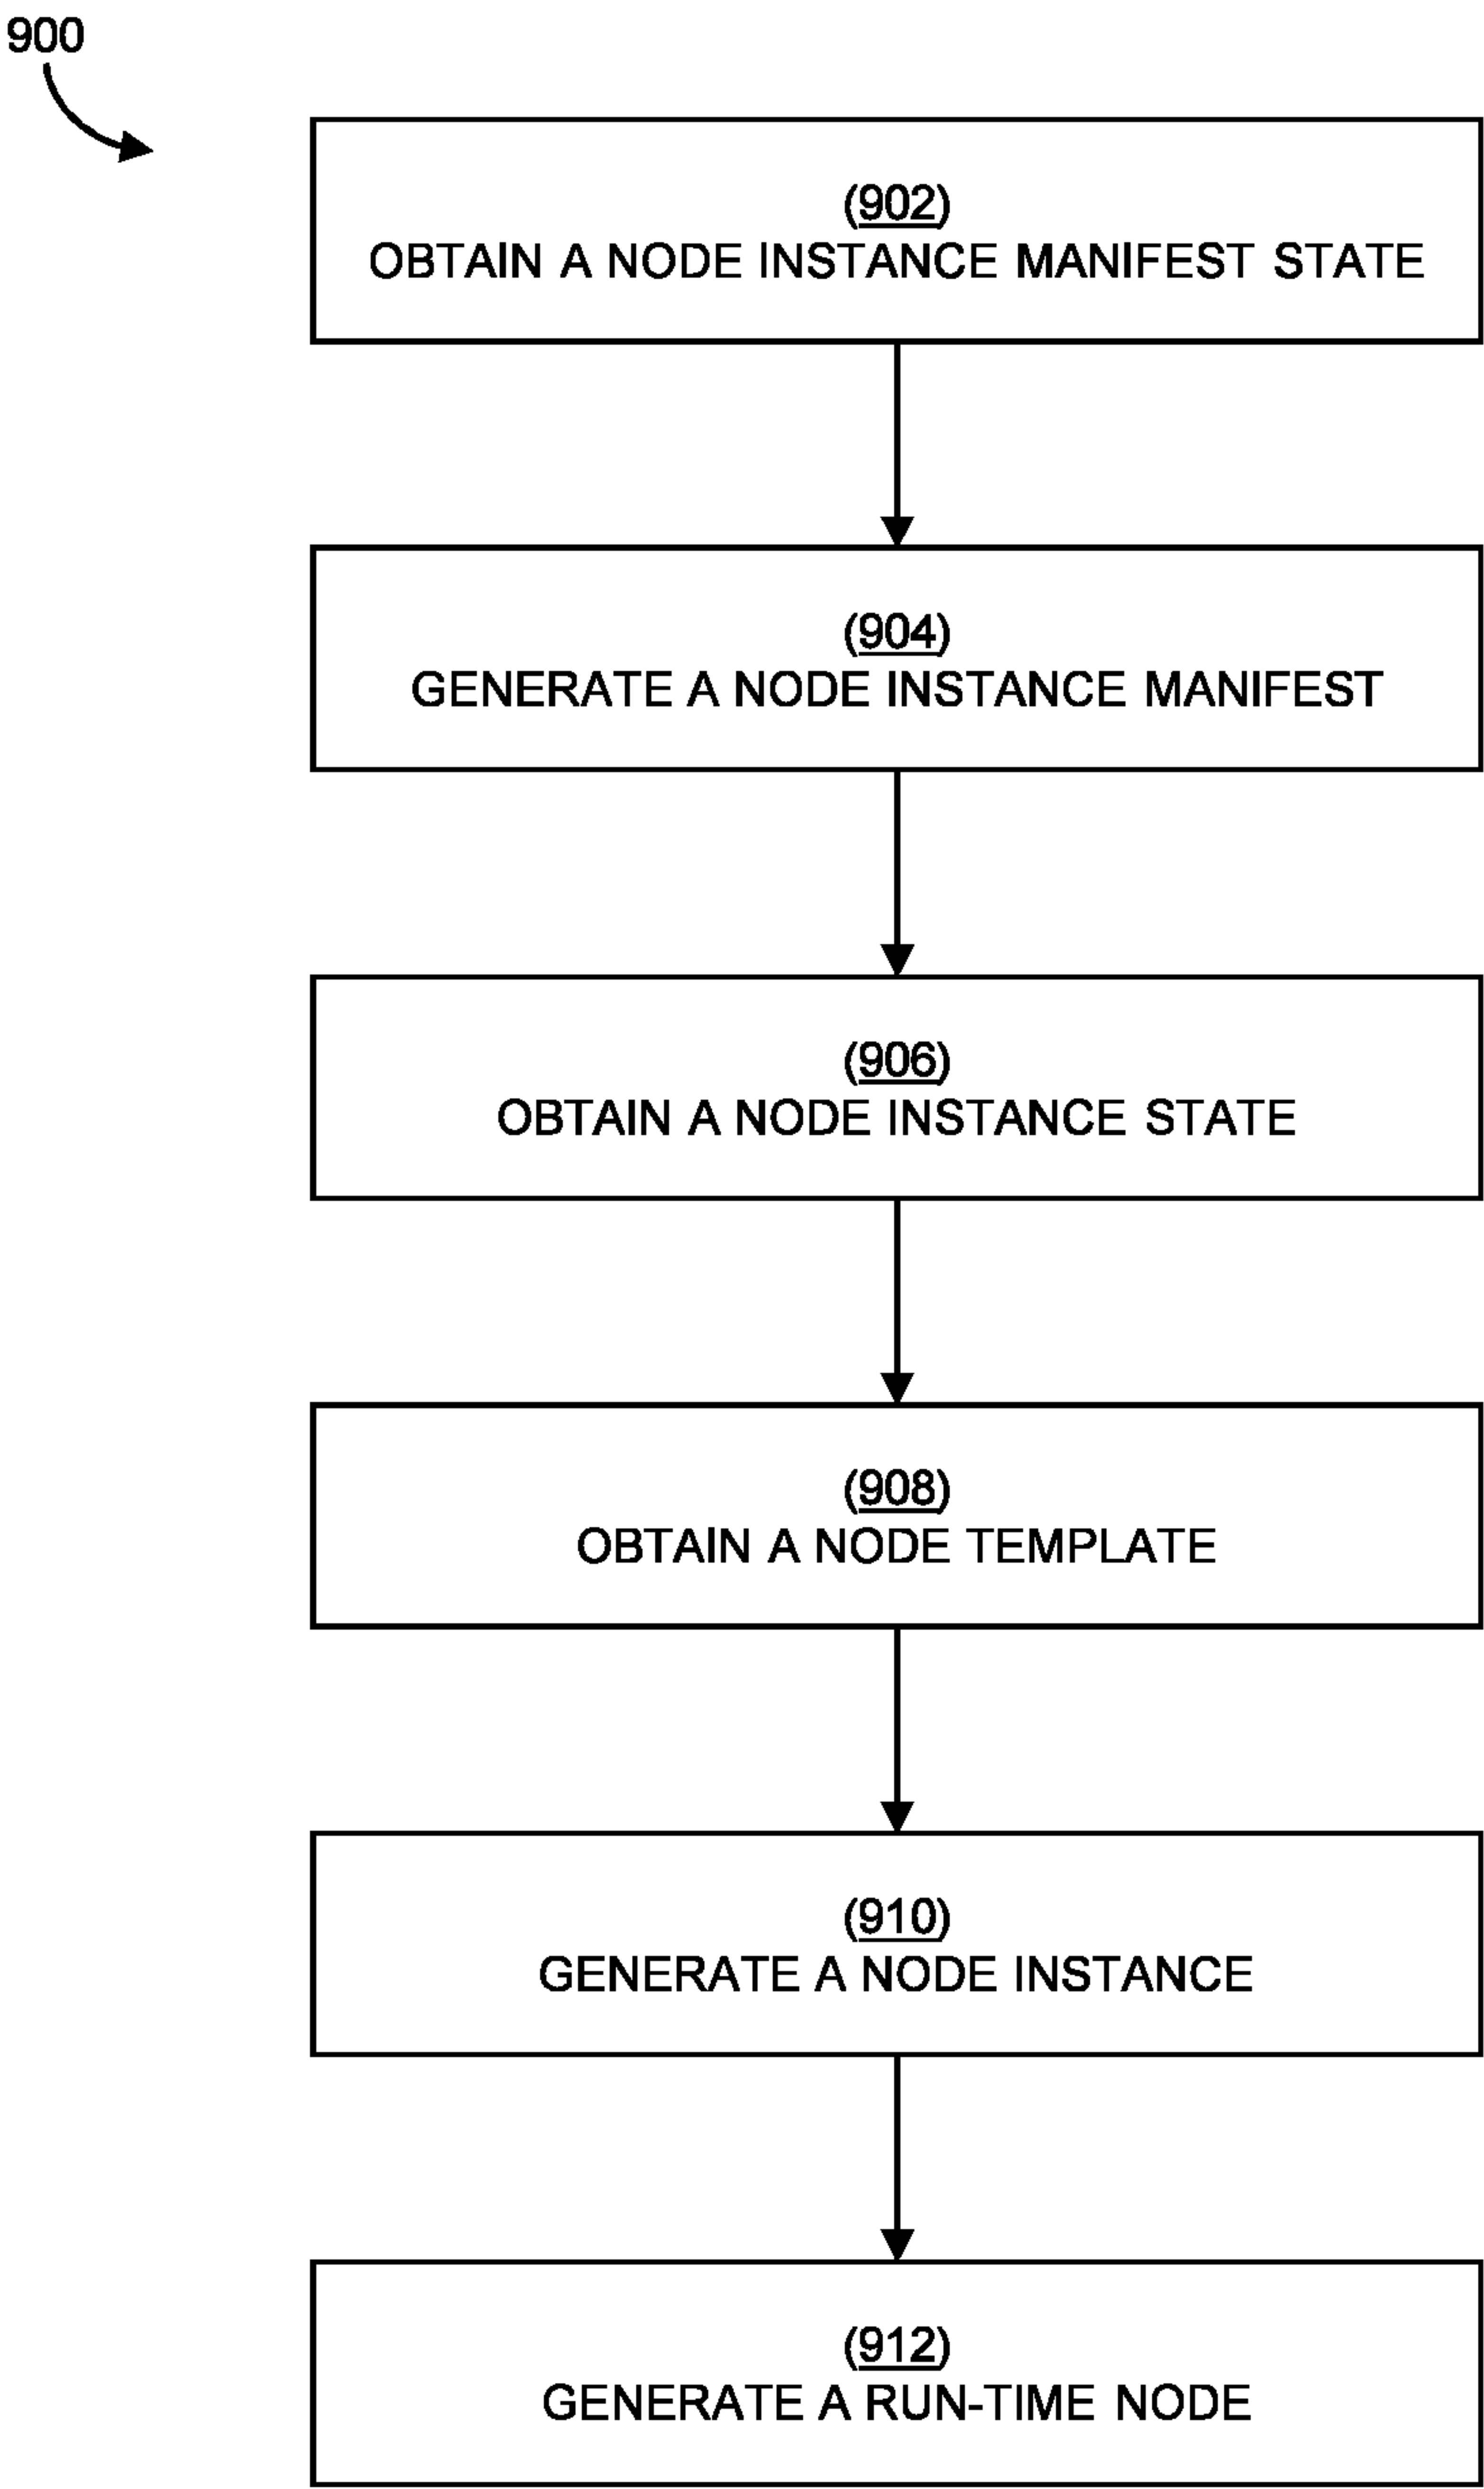 900
(902)
OBTAIN A NODE INSTANCE MANIFEST STATE
(904)
GENERATE A NODE INSTANCE MANIFEST
(906)
OBTAIN A NODE INSTANCE STATE
(908)
OBTAIN A NODE TEMPLATE
(910)
GENERATE A NODE INSTANCE
(912)
GENERATE A RUN-TIME NODE